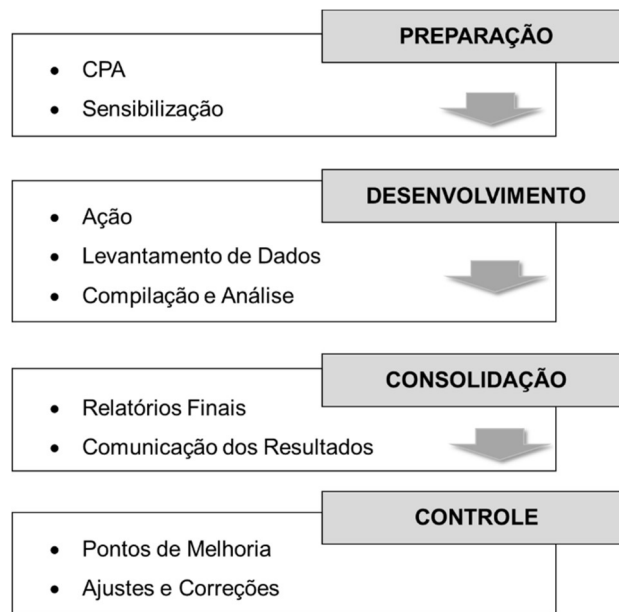 PREPARAÇÃO
• CPA
• Sensibilização
DESENVOLVIMENTO
• Ação
• Levantamento de Dados
• Compilação e Análise
CONSOLIDAÇÃO
• Relatórios Finais
• Comunicação dos Resultados
CONTROLE
• Pontos de Melhoria
• Ajustes e Correções